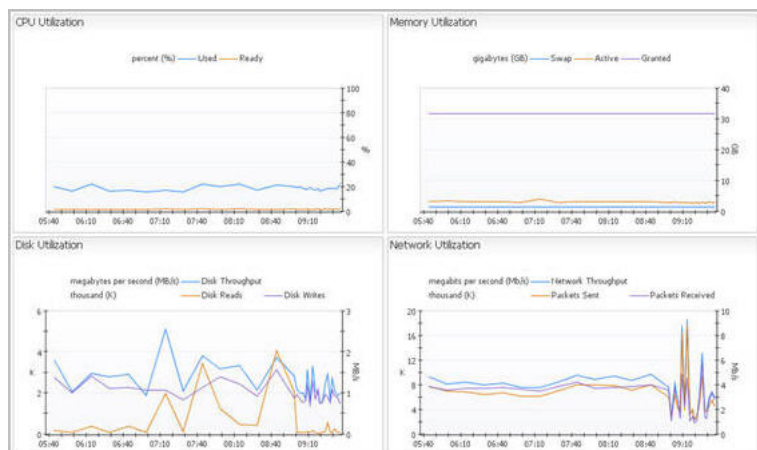 CPU Utilization
percent (%) Used Ready
100
80
60
%
40
20
0
05:40 06:10 06:40 07:10 07:40 08:10 08:40 09:10
Memory Utilization
gigabytes (GB) Swap Active Granted
40
30
20
GB
10
0
05:40 06:10 06:40 07:10 07:40 08:10 08:40 09:10
Disk Utilization
megabytes per second (MB/s) Disk Throughput
thousand (K) Disk Reads Disk Writes
6 3
4 2
K MB/s
2 1
0 0
05:40 06:10 06:40 07:10 07:40 08:10 08:40 09:10
Network Utilization
megabits per second (Mb/s) Network Throughput
thousand (K) Packets Sent Packets Received
20 10
16 8
12 6
K Mb/s
8 4
4 2
0 0
05:40 06:10 06:40 07:10 07:40 08:10 08:40 09:10